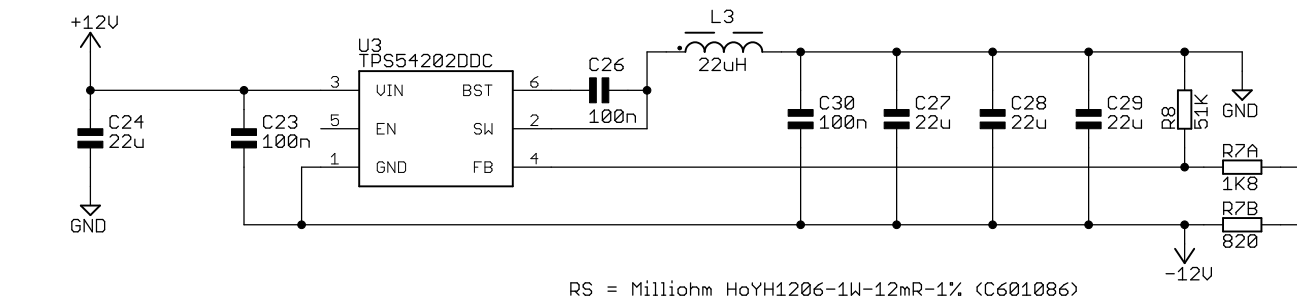 L3
+12V
U3
TPS54202DDC
22uH
C26
3
VIN
BST
6
100n
C24
22u
C23
100n
5
EN
SW
2
C30
100n
C27
22u
C28
22u
C29
22u
R8
51K
GND
1
GND
FB
4
R7A
1K8
GND
R7B
820
-12V
RS = Milliohm HoYH1206-1W-12mR-1% (C601086)